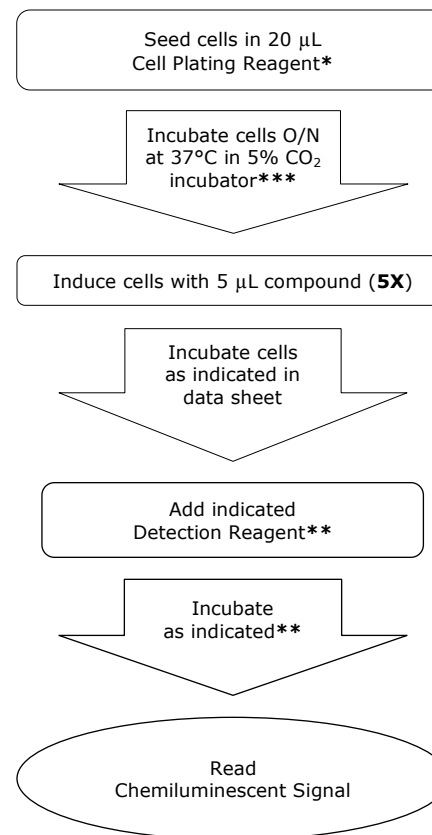 Seed cells in 20 µL
Cell Plating Reagent*
Incubate cells O/N
at 37°C in 5% CO₂
incubator***
Induce cells with 5 µL compound (5X)
Incubate cells
as indicated in
data sheet
Add indicated
Detection Reagent**
Incubate
as indicated**
Read
Chemiluminescent Signal